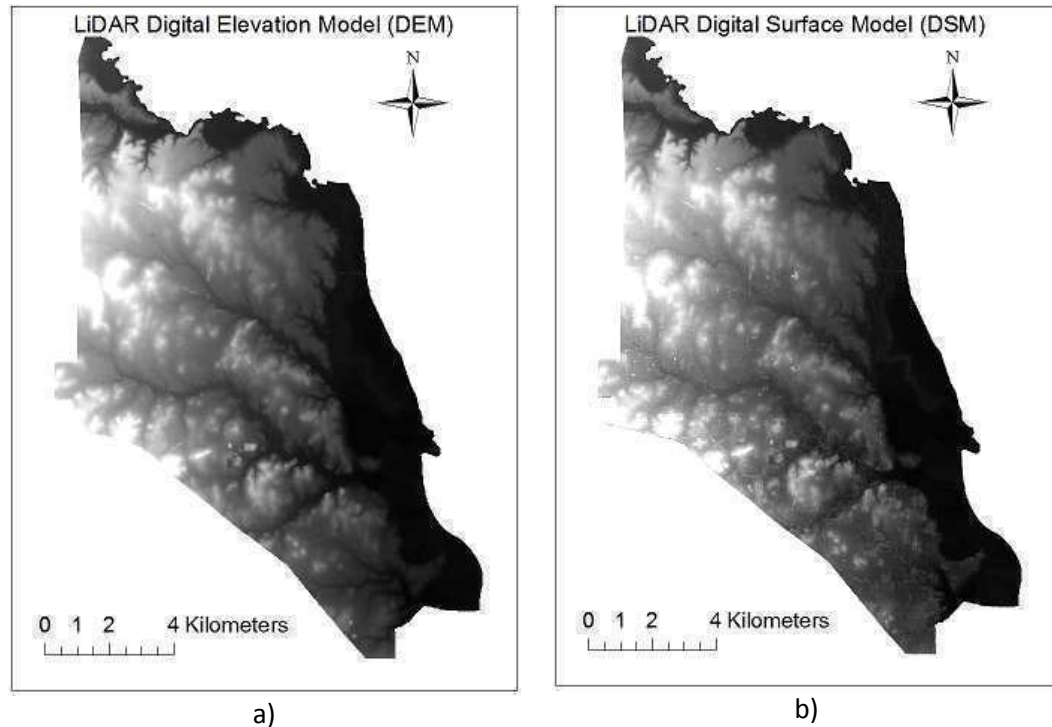 LiDAR Digital Elevation Model (DEM)
N
0 1 2 4 Kilometers
a)
LiDAR Digital Surface Model (DSM)
N
0 1 2 4 Kilometers
b)